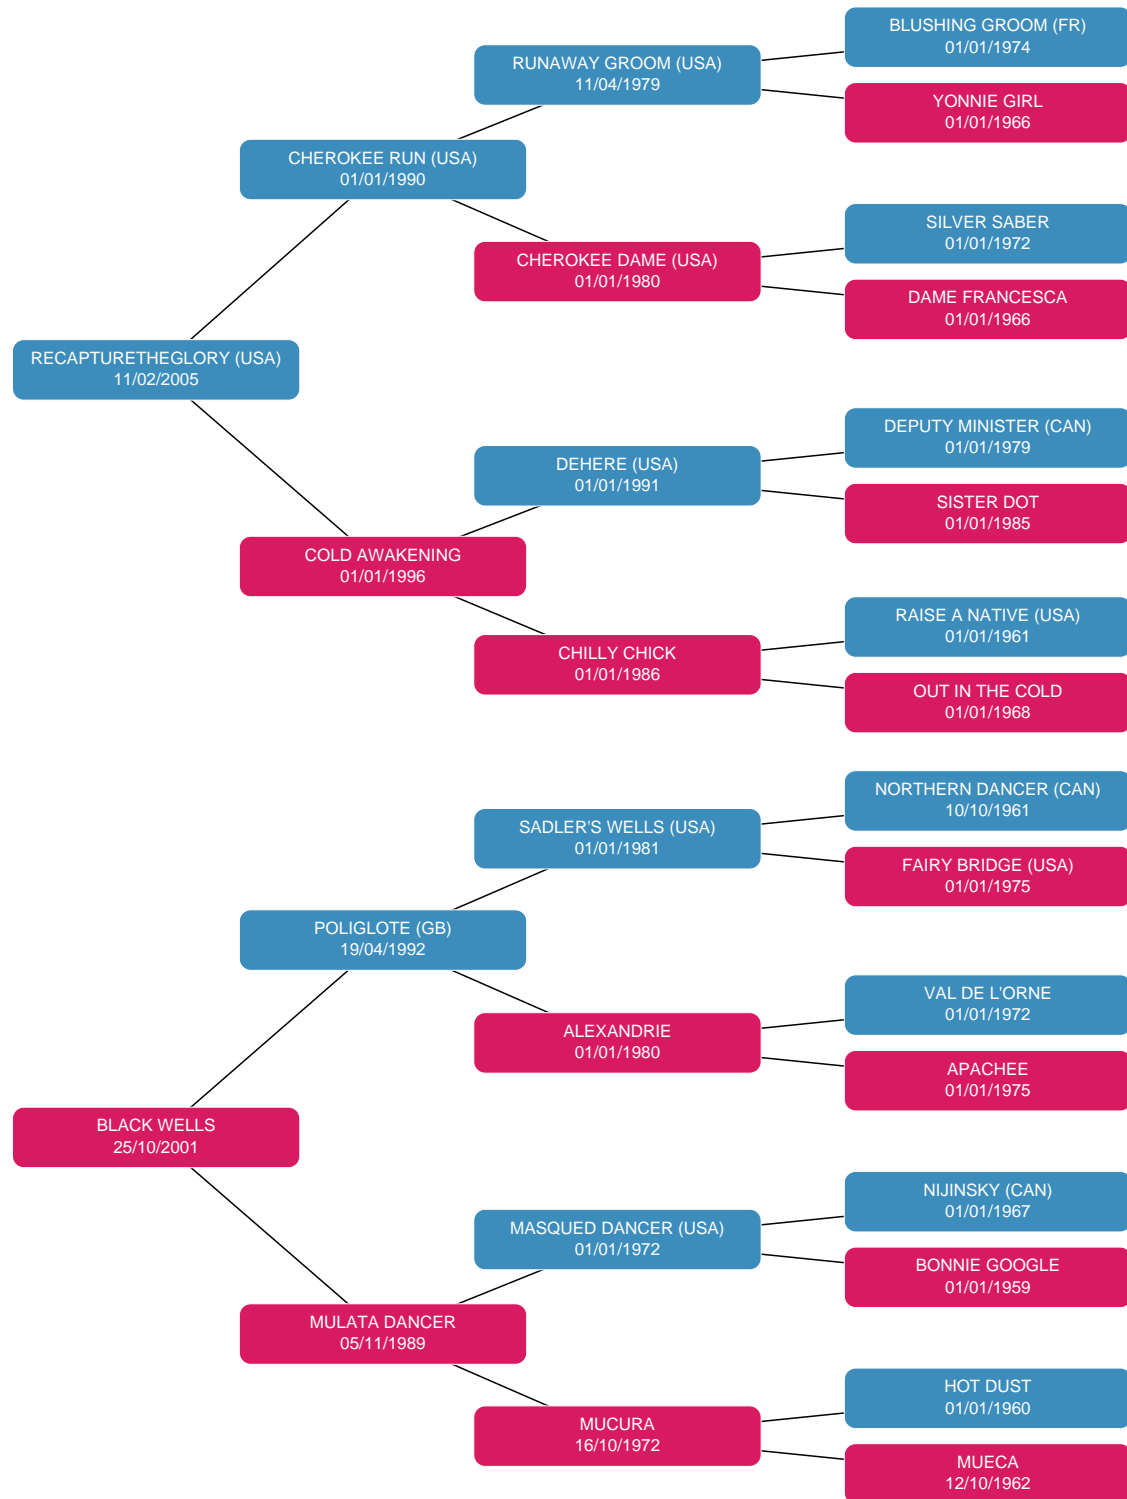 BLUSHING GROOM (FR)
01/01/1974
RUNAWAY GROOM (USA)
11/04/1979
YONNIE GIRL
01/01/1966
CHEROKEE RUN (USA)
01/01/1990
SILVER SABER
01/01/1972
CHEROKEE DAME (USA)
01/01/1980
DAME FRANCESCA
01/01/1966
RECAPTURETHEGLORY (USA)
11/02/2005
DEPUTY MINISTER (CAN)
01/01/1979
DEHERE (USA)
01/01/1991
SISTER DOT
01/01/1985
COLD AWAKENING
01/01/1996
RAISE A NATIVE (USA)
01/01/1961
CHILLY CHICK
01/01/1986
OUT IN THE COLD
01/01/1968
NORTHERN DANCER (CAN)
10/10/1961
SADLER'S WELLS (USA)
01/01/1981
FAIRY BRIDGE (USA)
01/01/1975
POLIGLOTE (GB)
19/04/1992
VAL DE L'ORNE
01/01/1972
ALEXANDRIE
01/01/1980
APACHEE
01/01/1975
BLACK WELLS
25/10/2001
NIJINSKY (CAN)
01/01/1967
MASQUED DANCER (USA)
01/01/1972
BONNIE GOOGLE
01/01/1959
MULATA DANCER
05/11/1989
HOT DUST
01/01/1960
MUCURA
16/10/1972
MUECA
12/10/1962